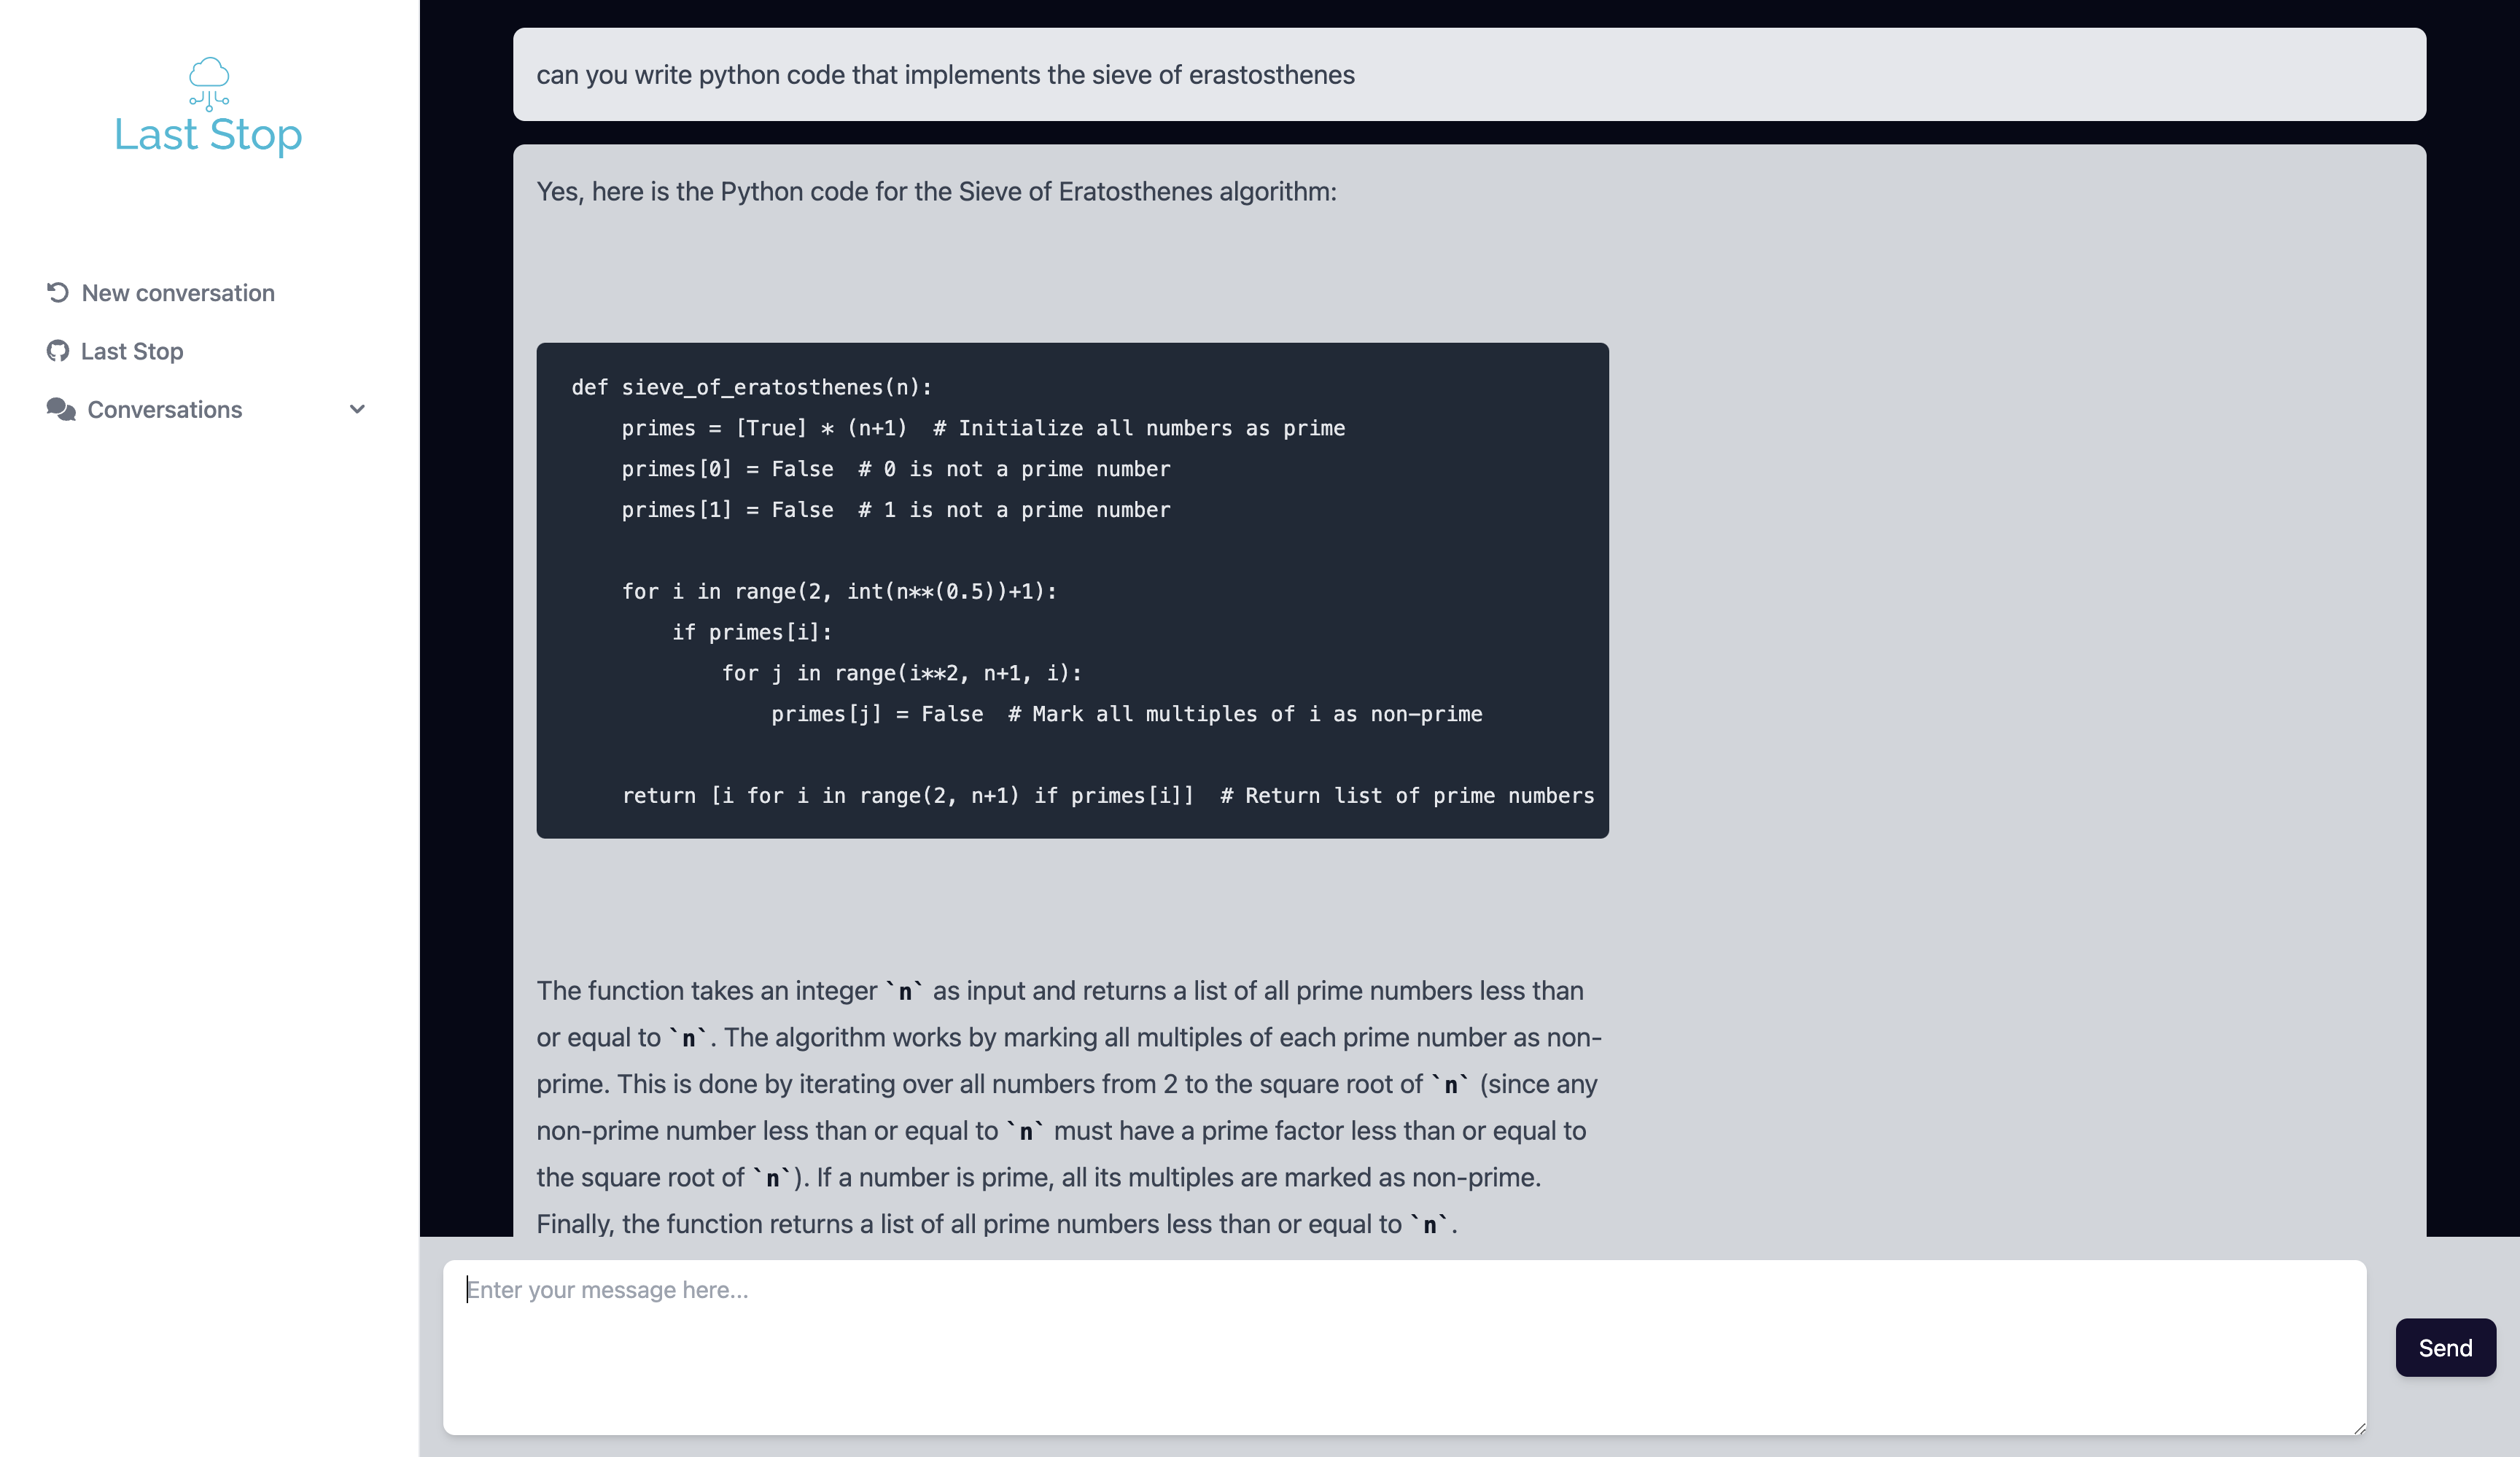 Last Stop
New conversation
Last Stop
Conversations
can you write python code that implements the sieve of erastosthenes
Yes, here is the Python code for the Sieve of Eratosthenes algorithm:
def sieve_of_eratosthenes(n):
    primes = [True] * (n+1)  # Initialize all numbers as prime
    primes[0] = False  # 0 is not a prime number
    primes[1] = False  # 1 is not a prime number
    for i in range(2, int(n**(0.5))+1):
        if primes[i]:
            for j in range(i**2, n+1, i):
                primes[j] = False  # Mark all multiples of i as non-prime
    return [i for i in range(2, n+1) if primes[i]]  # Return list of prime numbers
The function takes an integer `n` as input and returns a list of all prime numbers less than
or equal to `n`. The algorithm works by marking all multiples of each prime number as non-
prime. This is done by iterating over all numbers from 2 to the square root of `n` (since any
non-prime number less than or equal to `n` must have a prime factor less than or equal to
the square root of `n`). If a number is prime, all its multiples are marked as non-prime.
Finally, the function returns a list of all prime numbers less than or equal to `n`.
Enter your message here...
Send